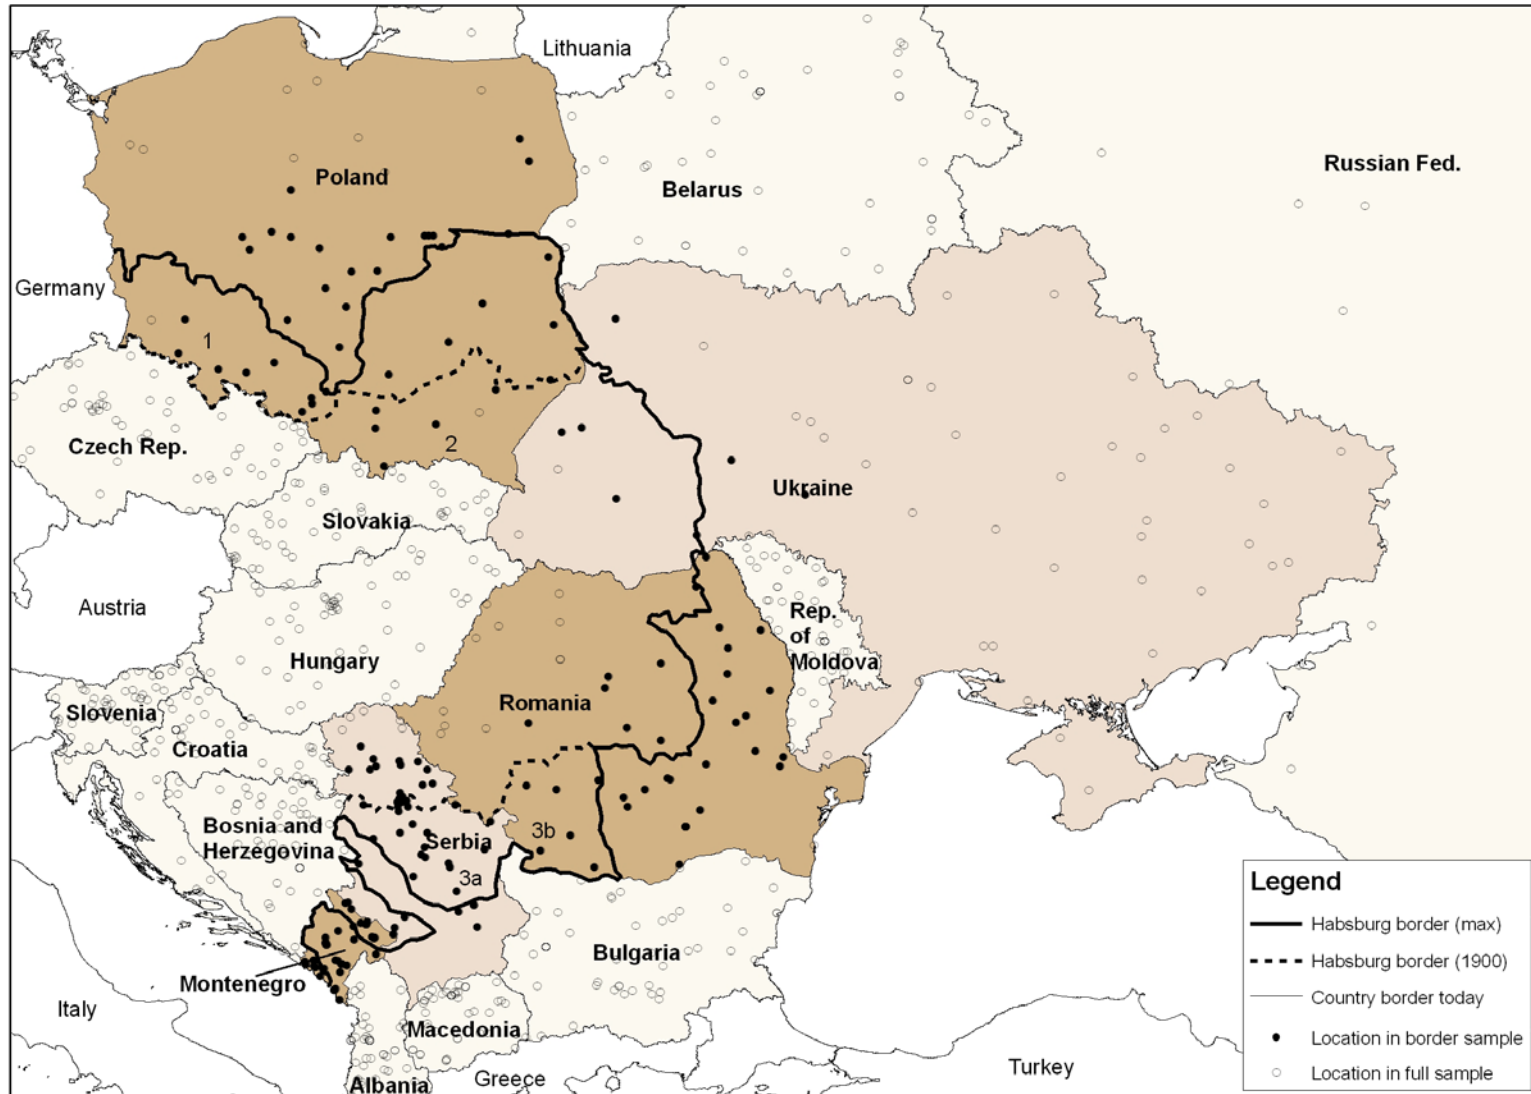 Lithuania
Poland
Belarus
Russian Fed.
Germany
1
2
Czech Rep.
Ukraine
Slovakia
Austria
Rep.
of
Moldova
Hungary
Romania
Slovenia
Croatia
Bosnia and
Herzegovina
Serbia
3b
3a
Bulgaria
Montenegro
Italy
Macedonia
Albania
Greece
Turkey
Legend
Habsburg border (max)
Habsburg border (1900)
Country border today
Location in border sample
Location in full sample